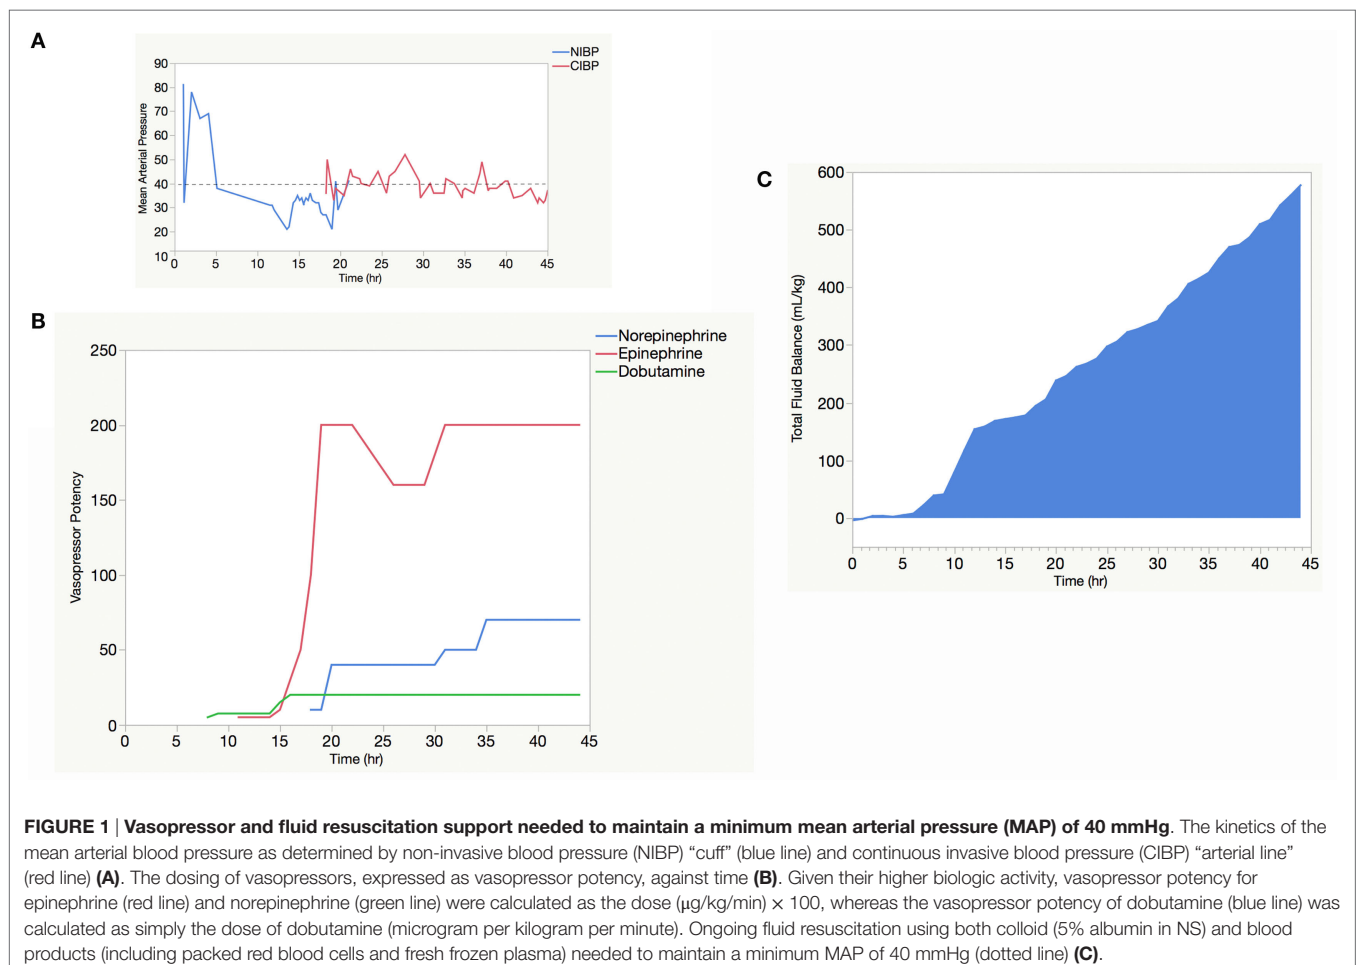 A
NIBP
CIBP
90
80
70
60
50
40
30
20
10
Mean Arterial Pressure
0 5 10 15 20 25 30 35 40 45
Time (hr)
B
Norepinephrine
Epinephrine
Dobutamine
250
200
150
100
50
0
Vasopressor Potency
0 5 10 15 20 25 30 35 40 45
Time (hr)
C
600
500
400
300
200
100
0
Total Fluid Balance (mL/kg)
0 5 10 15 20 25 30 35 40 45
Time (hr)
FIGURE 1 | Vasopressor and fluid resuscitation support needed to maintain a minimum mean arterial pressure (MAP) of 40 mmHg. The kinetics of the
mean arterial blood pressure as determined by non-invasive blood pressure (NIBP) “cuff” (blue line) and continuous invasive blood pressure (CIBP) “arterial line”
(red line) (A). The dosing of vasopressors, expressed as vasopressor potency, against time (B). Given their higher biologic activity, vasopressor potency for
epinephrine (red line) and norepinephrine (green line) were calculated as the dose (μg/kg/min) × 100, whereas the vasopressor potency of dobutamine (blue line) was
calculated as simply the dose of dobutamine (microgram per kilogram per minute). Ongoing fluid resuscitation using both colloid (5% albumin in NS) and blood
products (including packed red blood cells and fresh frozen plasma) needed to maintain a minimum MAP of 40 mmHg (dotted line) (C).